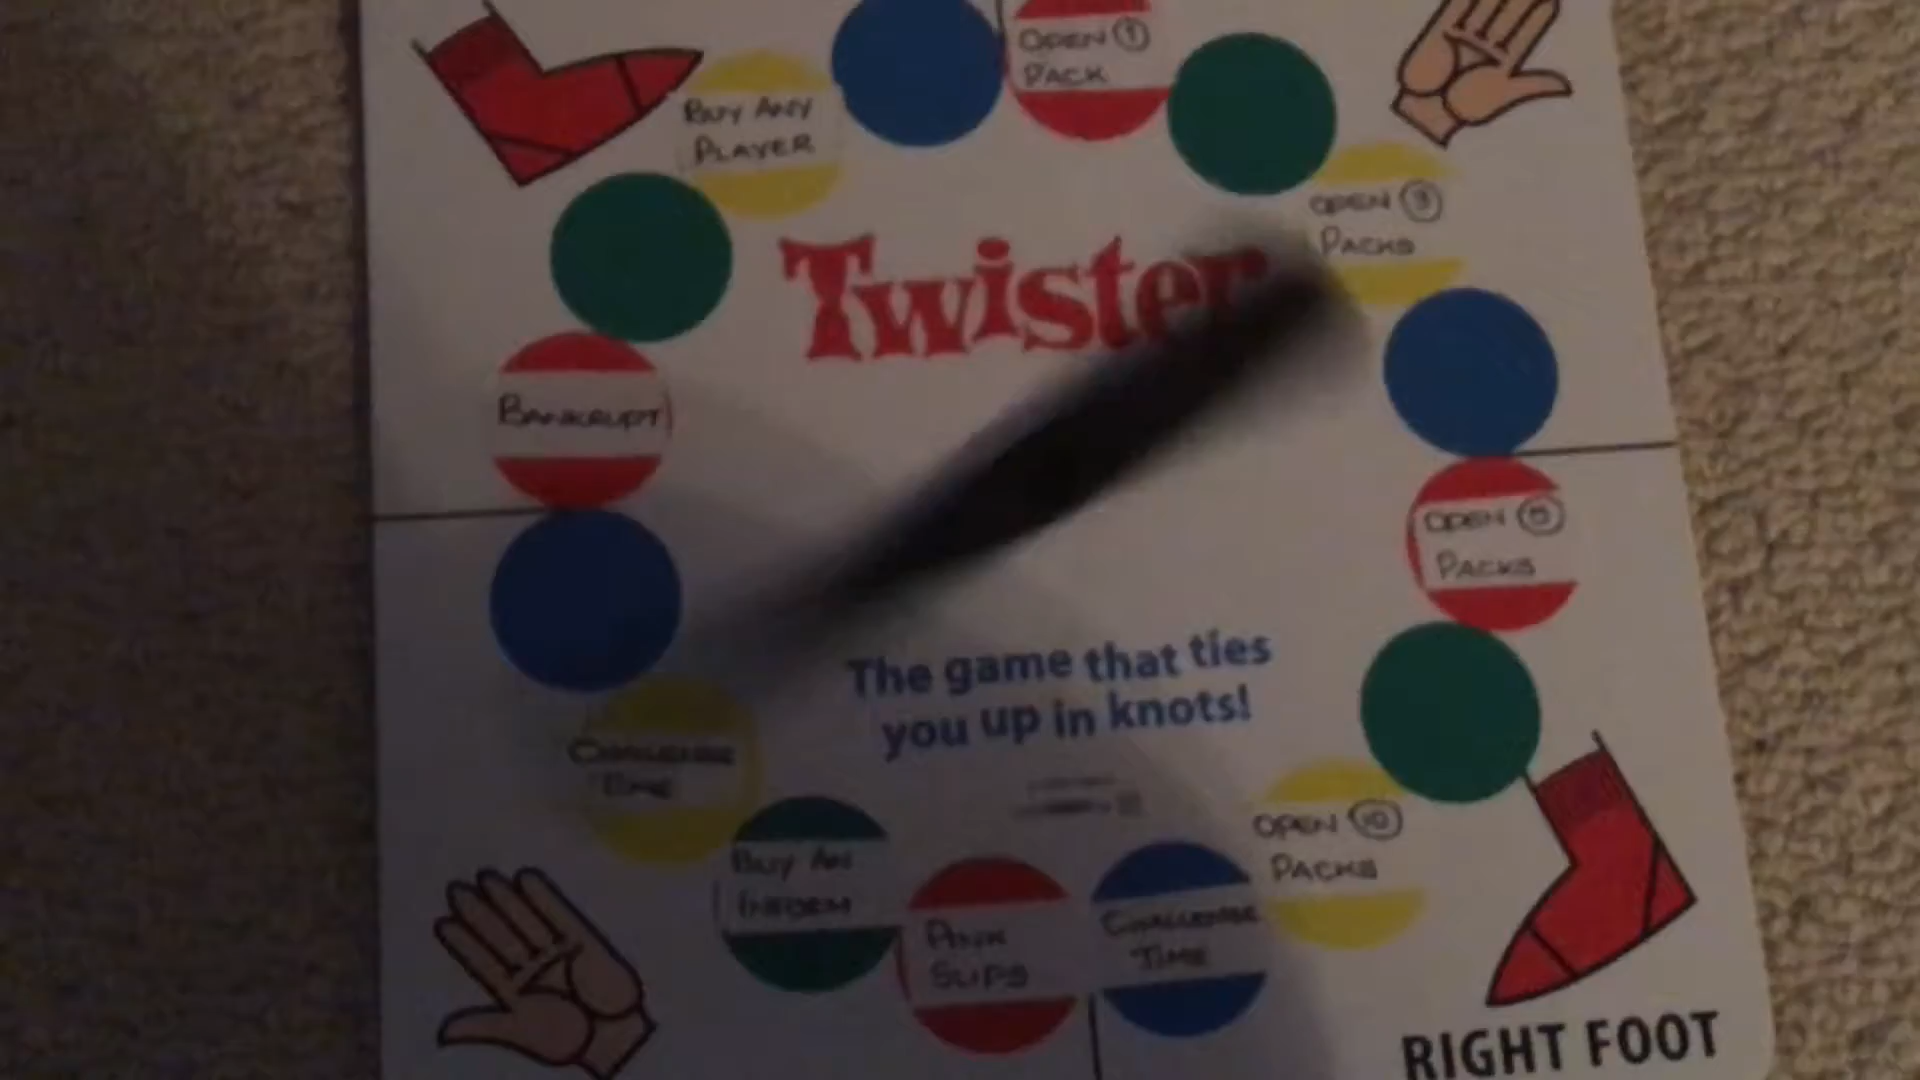 OPEN 1
PACK
BUY ANY
PLAYER
OPEN 3
PACKS
Twister
BANKRUPT
OPEN 5
PACKS
The game that ties
you up in knots!
CHALLENGE
TIME
OPEN 10
PACKS
BUY AN
INFORM
PINK
SLIPS
CHALLENGE
TIME
RIGHT FOOT